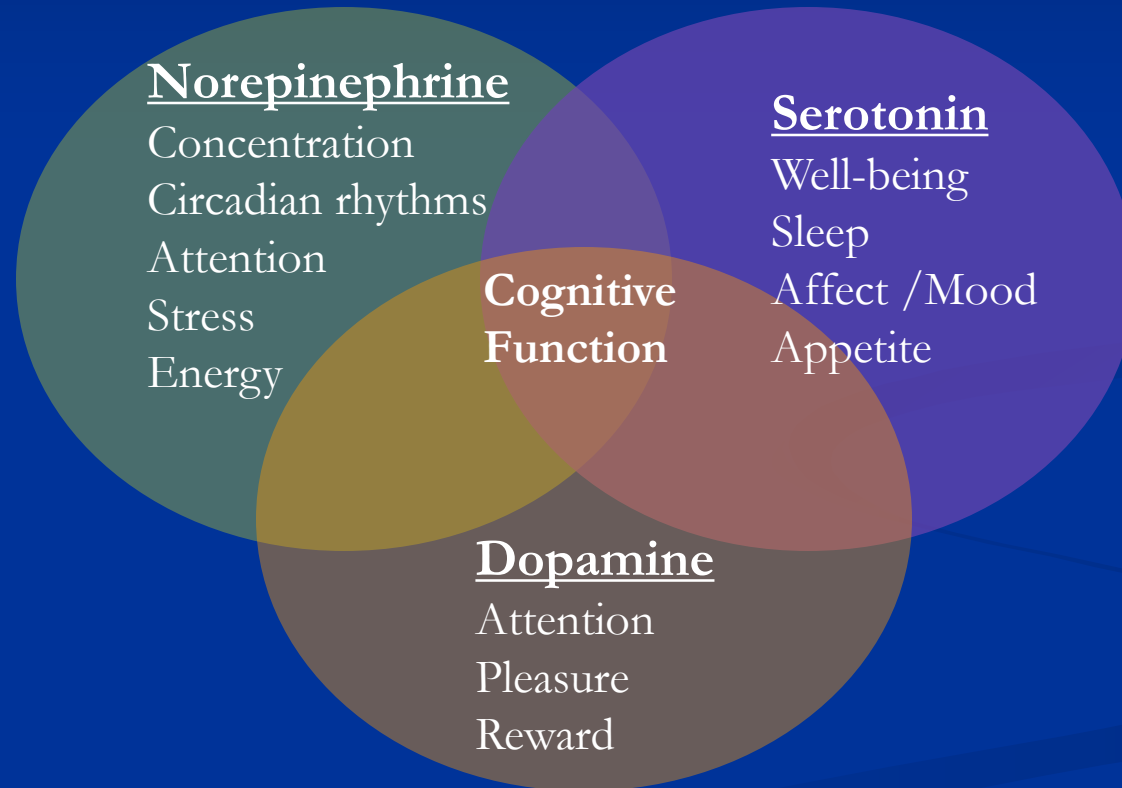 Norepinephrine
Concentration
Circadian rhythms
Attention
Stress
Energy
Serotonin
Well-being
Sleep
Affect /Mood
Appetite
Cognitive
Function
Dopamine
Attention
Pleasure
Reward